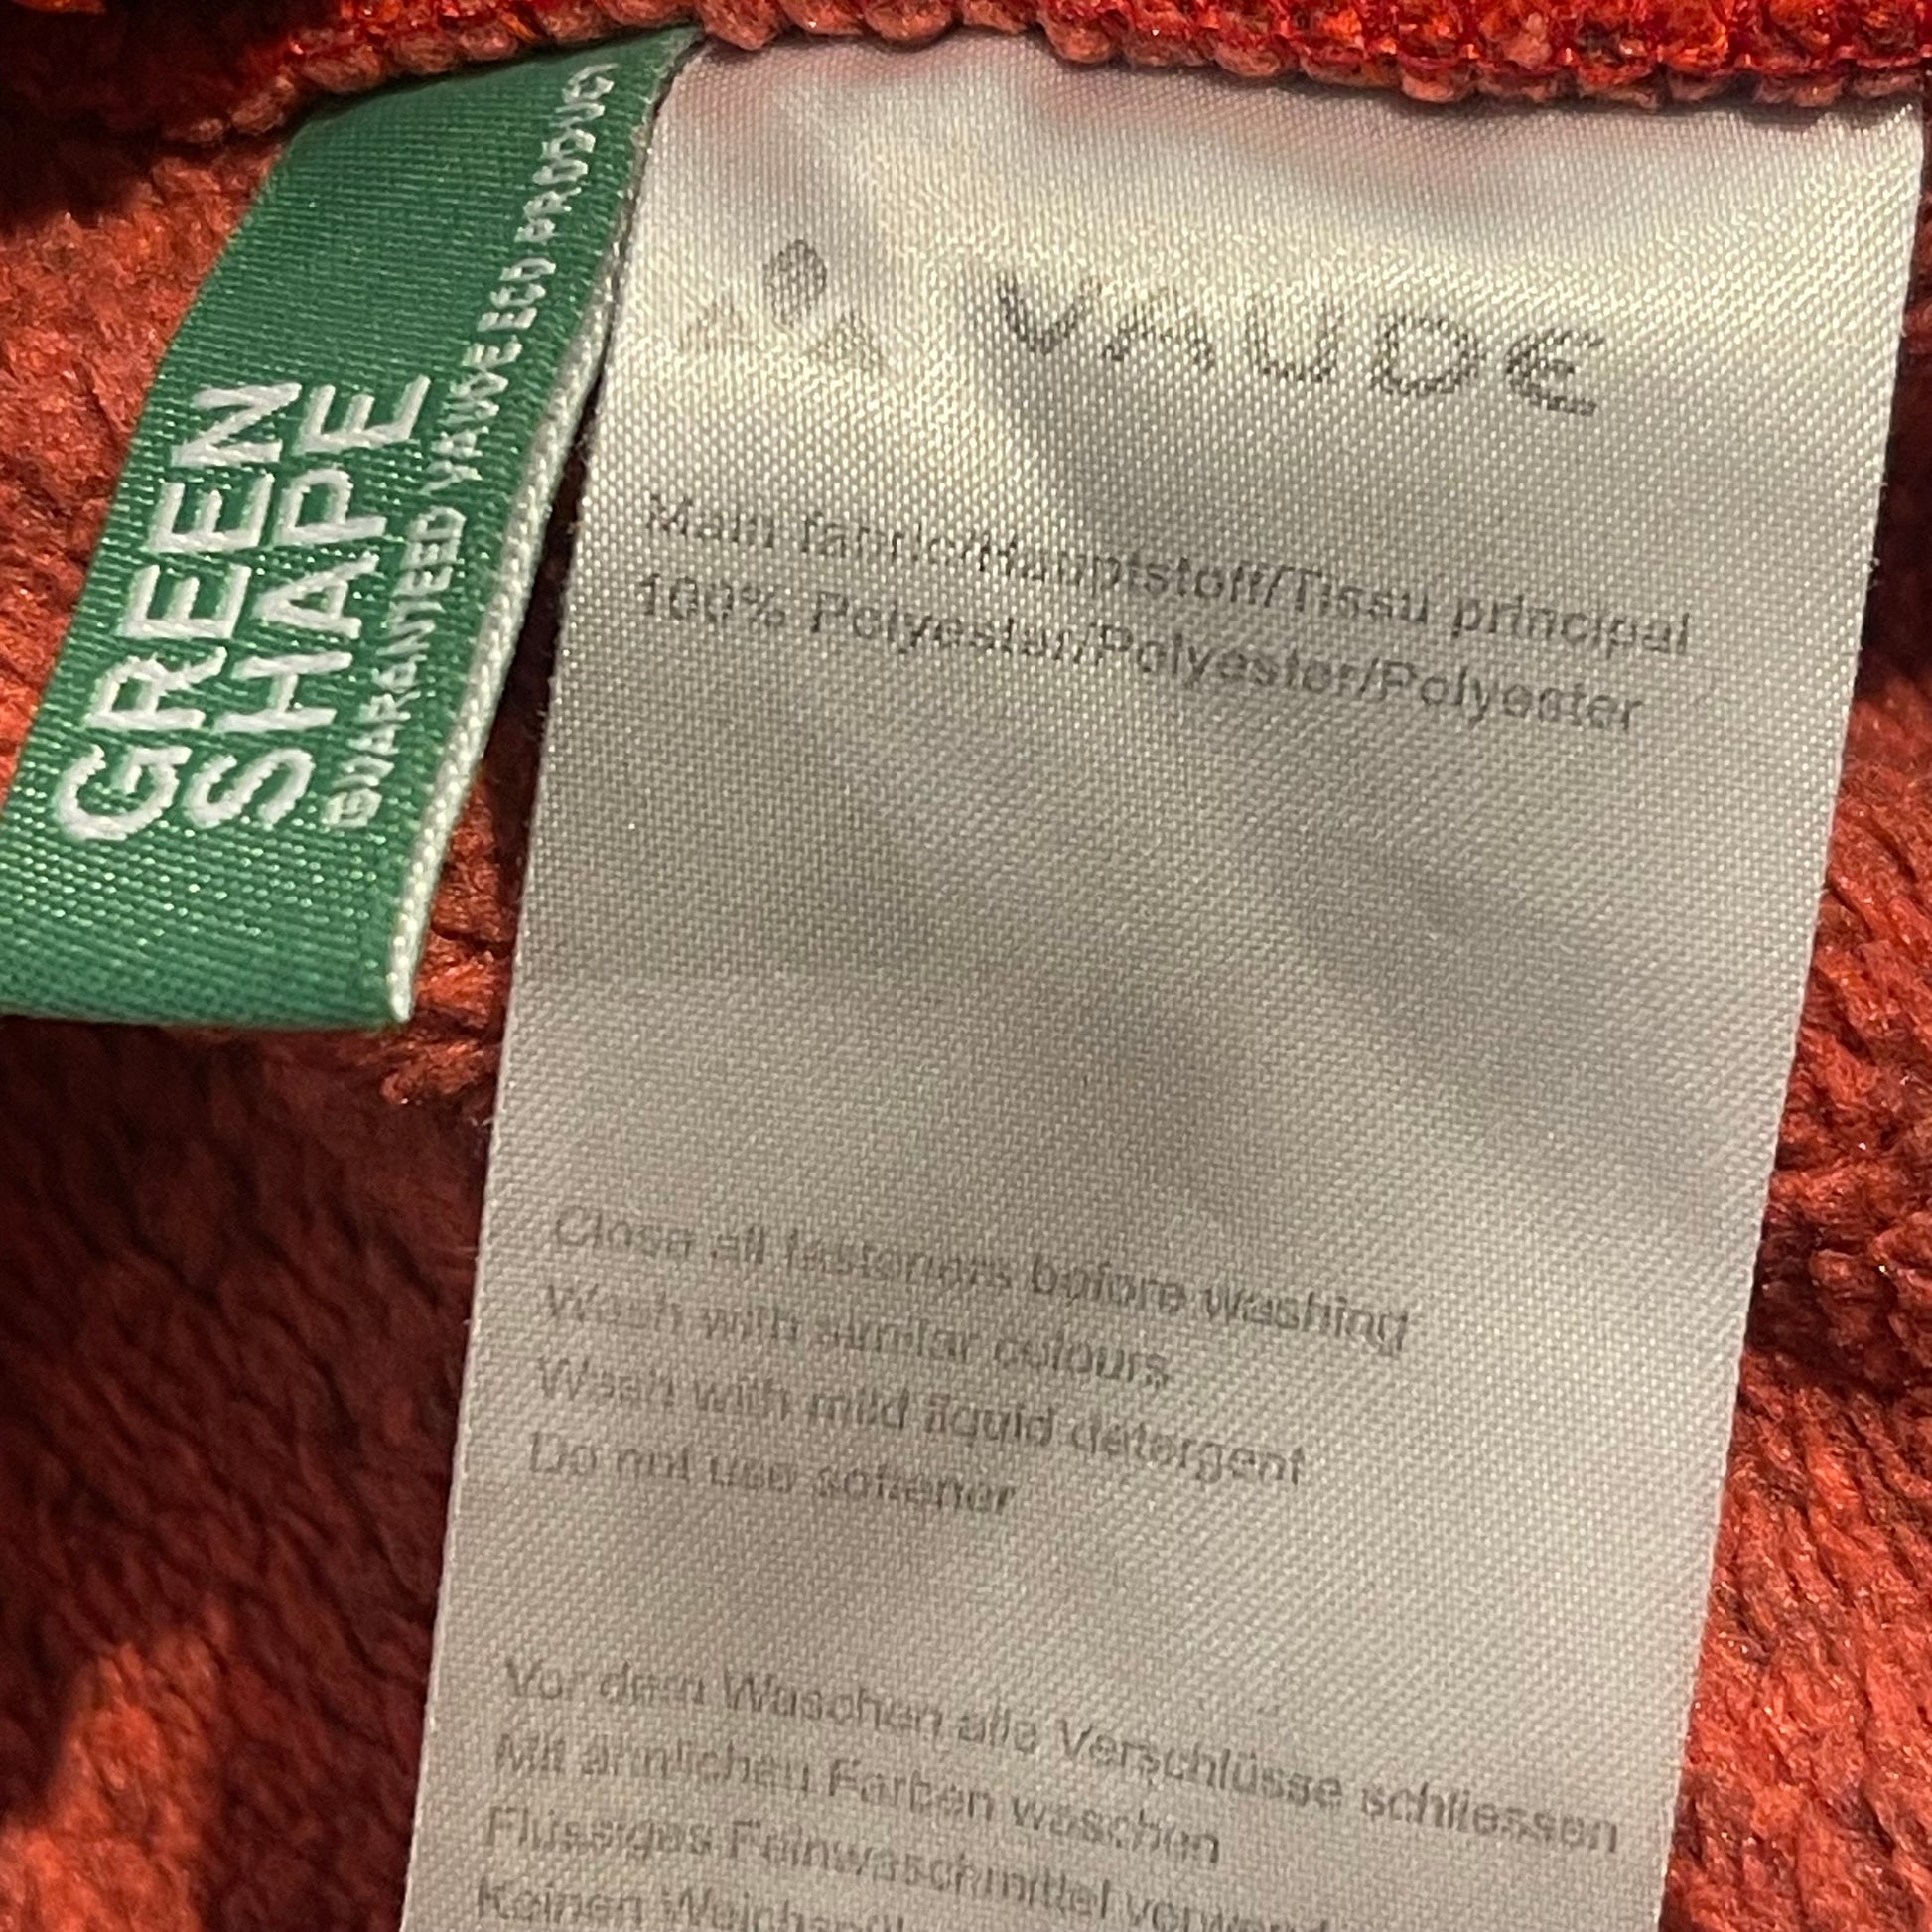 GREEN
SHAPE
GUARANTEED VAUDE ECO PRODUCT
VAUDE
Main fabric/Hauptstoff/Tissu principal
100% Polyester/Polyester/Polyester
Close all fasteners before washing
Wash with similar colours
Wash with mild liquid detergent
Do not use softener
Vor dem Waschen alle Verschlüsse schliessen
Mit ähnlichen Farben waschen
Flüssiges Feinwaschmittel
Keinen